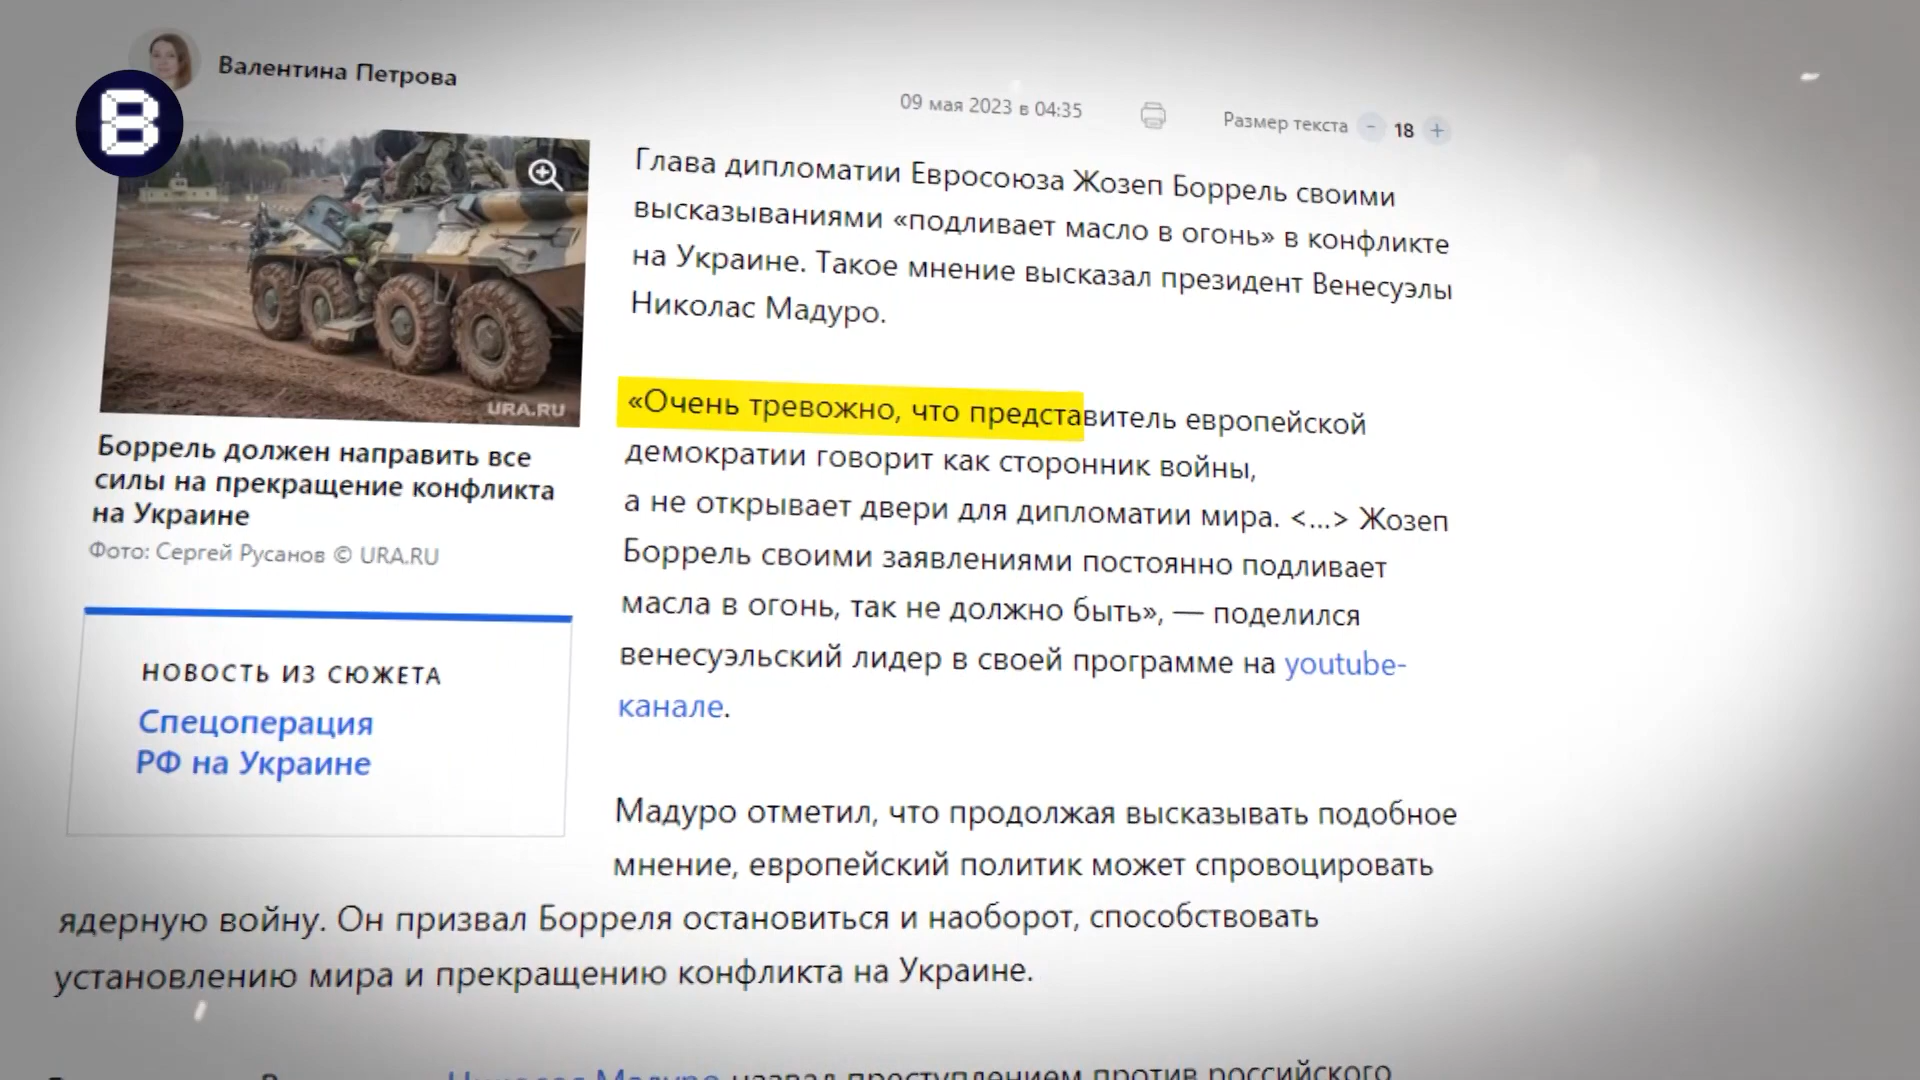 Валентина Петрова
B
09 мая 2023 в 04:35
Размер текста - 18 +
URA.RU
Боррель должен направить все
силы на прекращение конфликта
на Украине
Фото: Сергей Русанов © URA.RU
НОВОСТЬ ИЗ СЮЖЕТА
Спецоперация
РФ на Украине
Глава дипломатии Евросоюза Жозеп Боррель своими
высказываниями «подливает масло в огонь» в конфликте
на Украине. Такое мнение высказал президент Венесуэлы
Николас Мадуро.
«Очень тревожно, что представитель европейской
демократии говорит как сторонник войны,
а не открывает двери для дипломатии мира. <...> Жозеп
Боррель своими заявлениями постоянно подливает
масла в огонь, так не должно быть», — поделился
венесуэльский лидер в своей программе на youtube-
канале.
Мадуро отметил, что продолжая высказывать подобное
мнение, европейский политик может спровоцировать
ядерную войну. Он призвал Борреля остановиться и наоборот, способствовать
установлению мира и прекращению конфликта на Украине.
Николас Мадуро назвал преступлением против российского